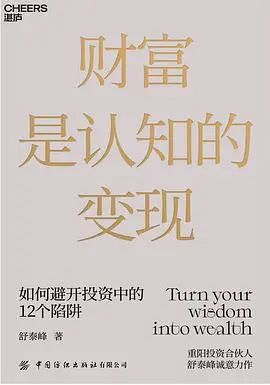 CHEERS
湛庐
财富
是认知的
变现
如何避开投资中的
12个陷阱
舒泰峰 著
Turn your
wisdom
into wealth
重阳投资合伙人
舒泰峰诚意力作
中国纺织出版社有限公司